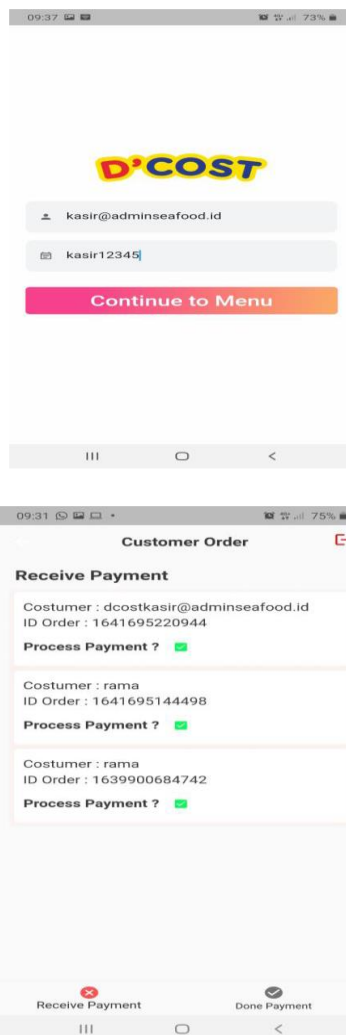 09:37 73%
D'COST
kasir@adminseafood.id
kasir12345
Continue to Menu
09:31 75%
Customer Order
Receive Payment
Costumer : dcostkasir@adminseafood.id
ID Order : 1641695220944
Process Payment ?
Costumer : rama
ID Order : 1641695144498
Process Payment ?
Costumer : rama
ID Order : 1639900684742
Process Payment ?
Receive Payment Done Payment